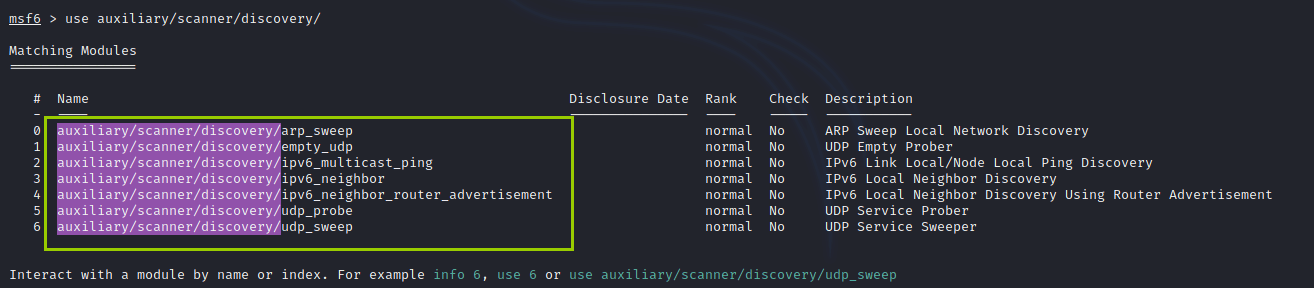 msf6 > use auxiliary/scanner/discovery/
Matching Modules
================
# Name Disclosure Date Rank Check Description
- ---- --------------- ---- ----- -----------
0 auxiliary/scanner/discovery/arp_sweep normal No ARP Sweep Local Network Discovery
1 auxiliary/scanner/discovery/empty_udp normal No UDP Empty Prober
2 auxiliary/scanner/discovery/ipv6_multicast_ping normal No IPv6 Link Local/Node Local Ping Discovery
3 auxiliary/scanner/discovery/ipv6_neighbor normal No IPv6 Local Neighbor Discovery
4 auxiliary/scanner/discovery/ipv6_neighbor_router_advertisement normal No IPv6 Local Neighbor Discovery Using Router Advertisement
5 auxiliary/scanner/discovery/udp_probe normal No UDP Service Prober
6 auxiliary/scanner/discovery/udp_sweep normal No UDP Service Sweeper
Interact with a module by name or index. For example info 6, use 6 or use auxiliary/scanner/discovery/udp_sweep